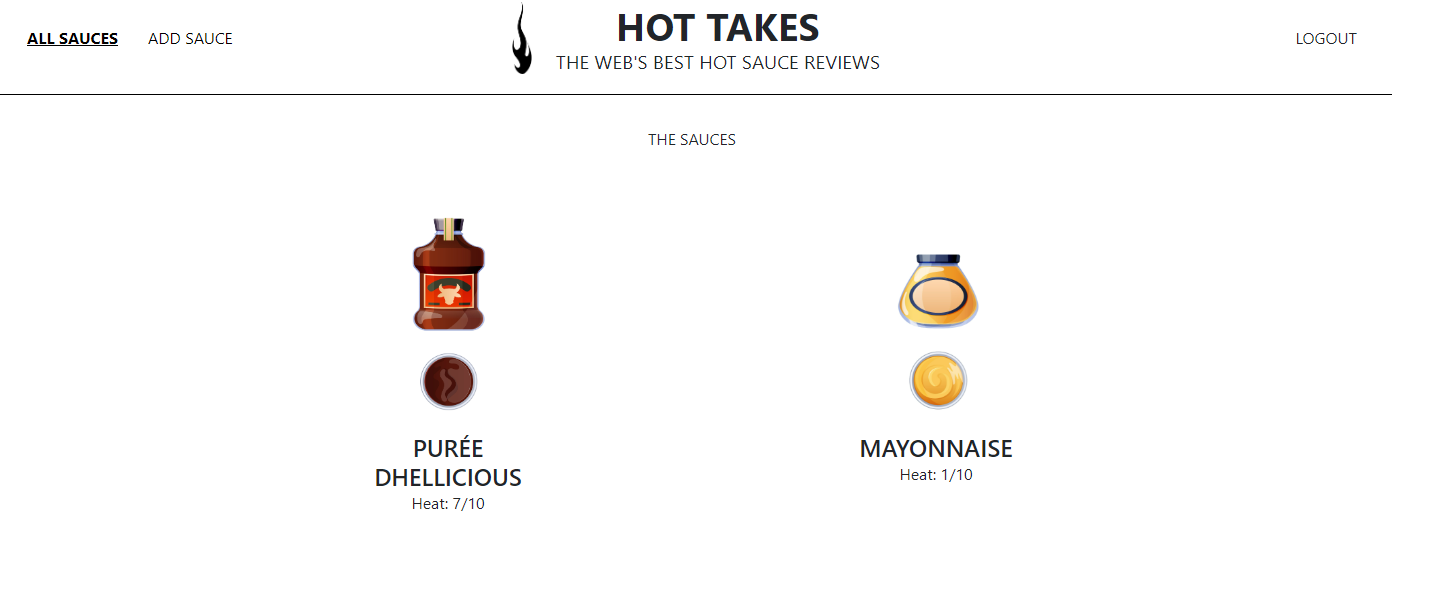 ALL SAUCES
ADD SAUCE
HOT TAKES
THE WEB'S BEST HOT SAUCE REVIEWS
LOGOUT
THE SAUCES
PURÉE
DHELLICIOUS
Heat: 7/10
MAYONNAISE
Heat: 1/10